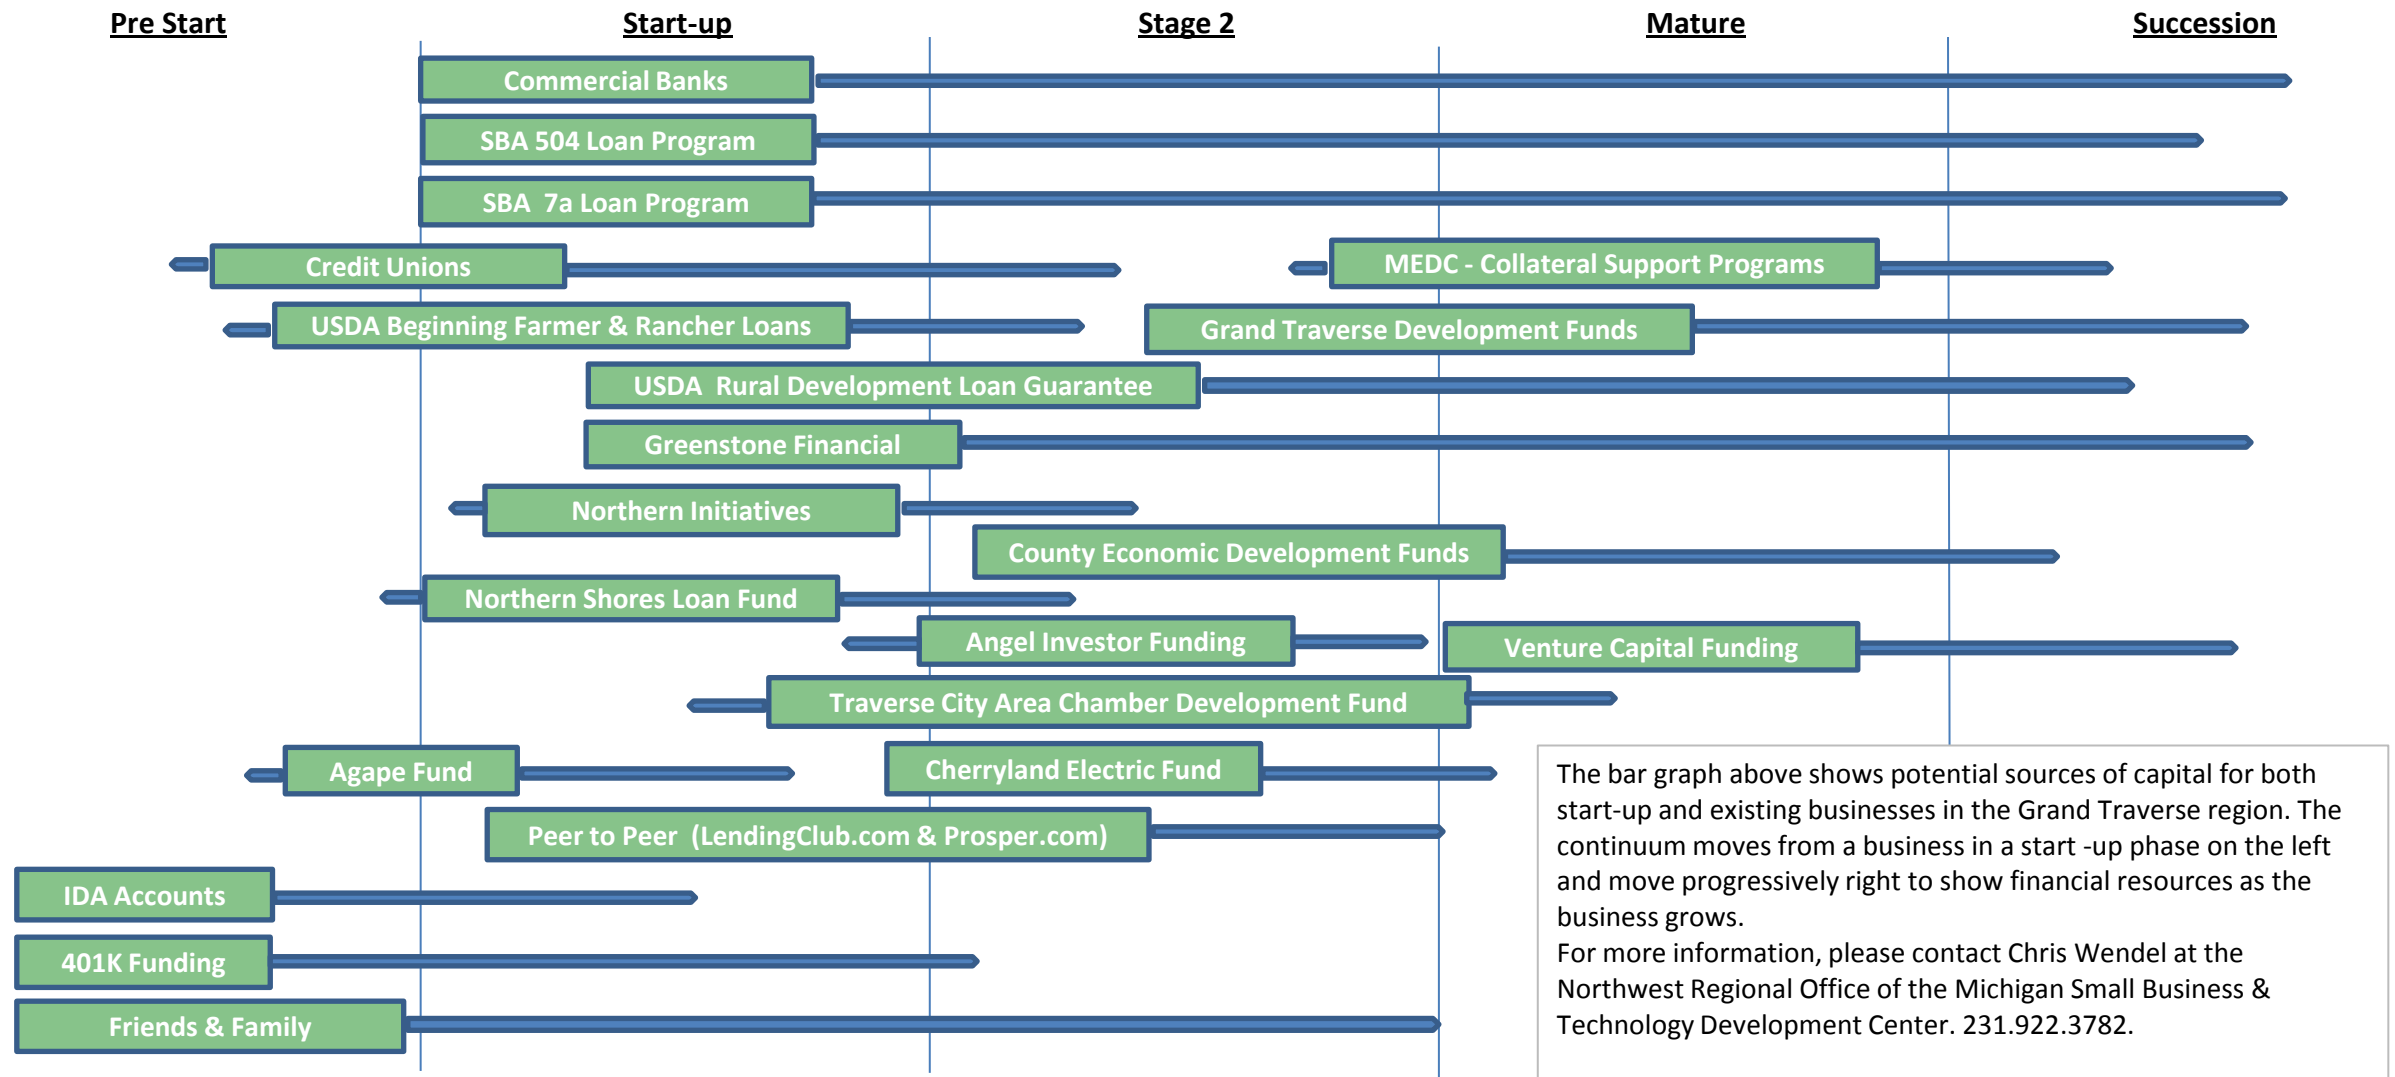 Pre Start
Start-up
Stage 2
Mature
Succession
Commercial Banks
SBA 504 Loan Program
SBA  7a Loan Program
Credit Unions
MEDC - Collateral Support Programs
USDA Beginning Farmer & Rancher Loans
Grand Traverse Development Funds
USDA  Rural Development Loan Guarantee
Greenstone Financial
Northern Initiatives
County Economic Development Funds
Northern Shores Loan Fund
Angel Investor Funding
Venture Capital Funding
Traverse City Area Chamber Development Fund
Agape Fund
Cherryland Electric Fund
Peer to Peer  (LendingClub.com & Prosper.com)
IDA Accounts
401K Funding
Friends & Family
The bar graph above shows potential sources of capital for both
start-up and existing businesses in the Grand Traverse region. The
continuum moves from a business in a start -up phase on the left
and move progressively right to show financial resources as the
business grows.
For more information, please contact Chris Wendel at the
Northwest Regional Office of the Michigan Small Business &
Technology Development Center. 231.922.3782.